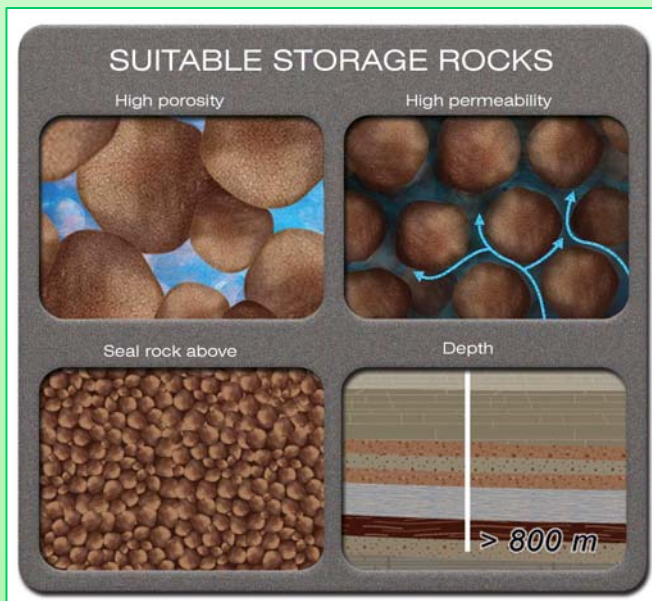 SUITABLE STORAGE ROCKS
High porosity
High permeability
Seal rock above
Depth
> 800 m